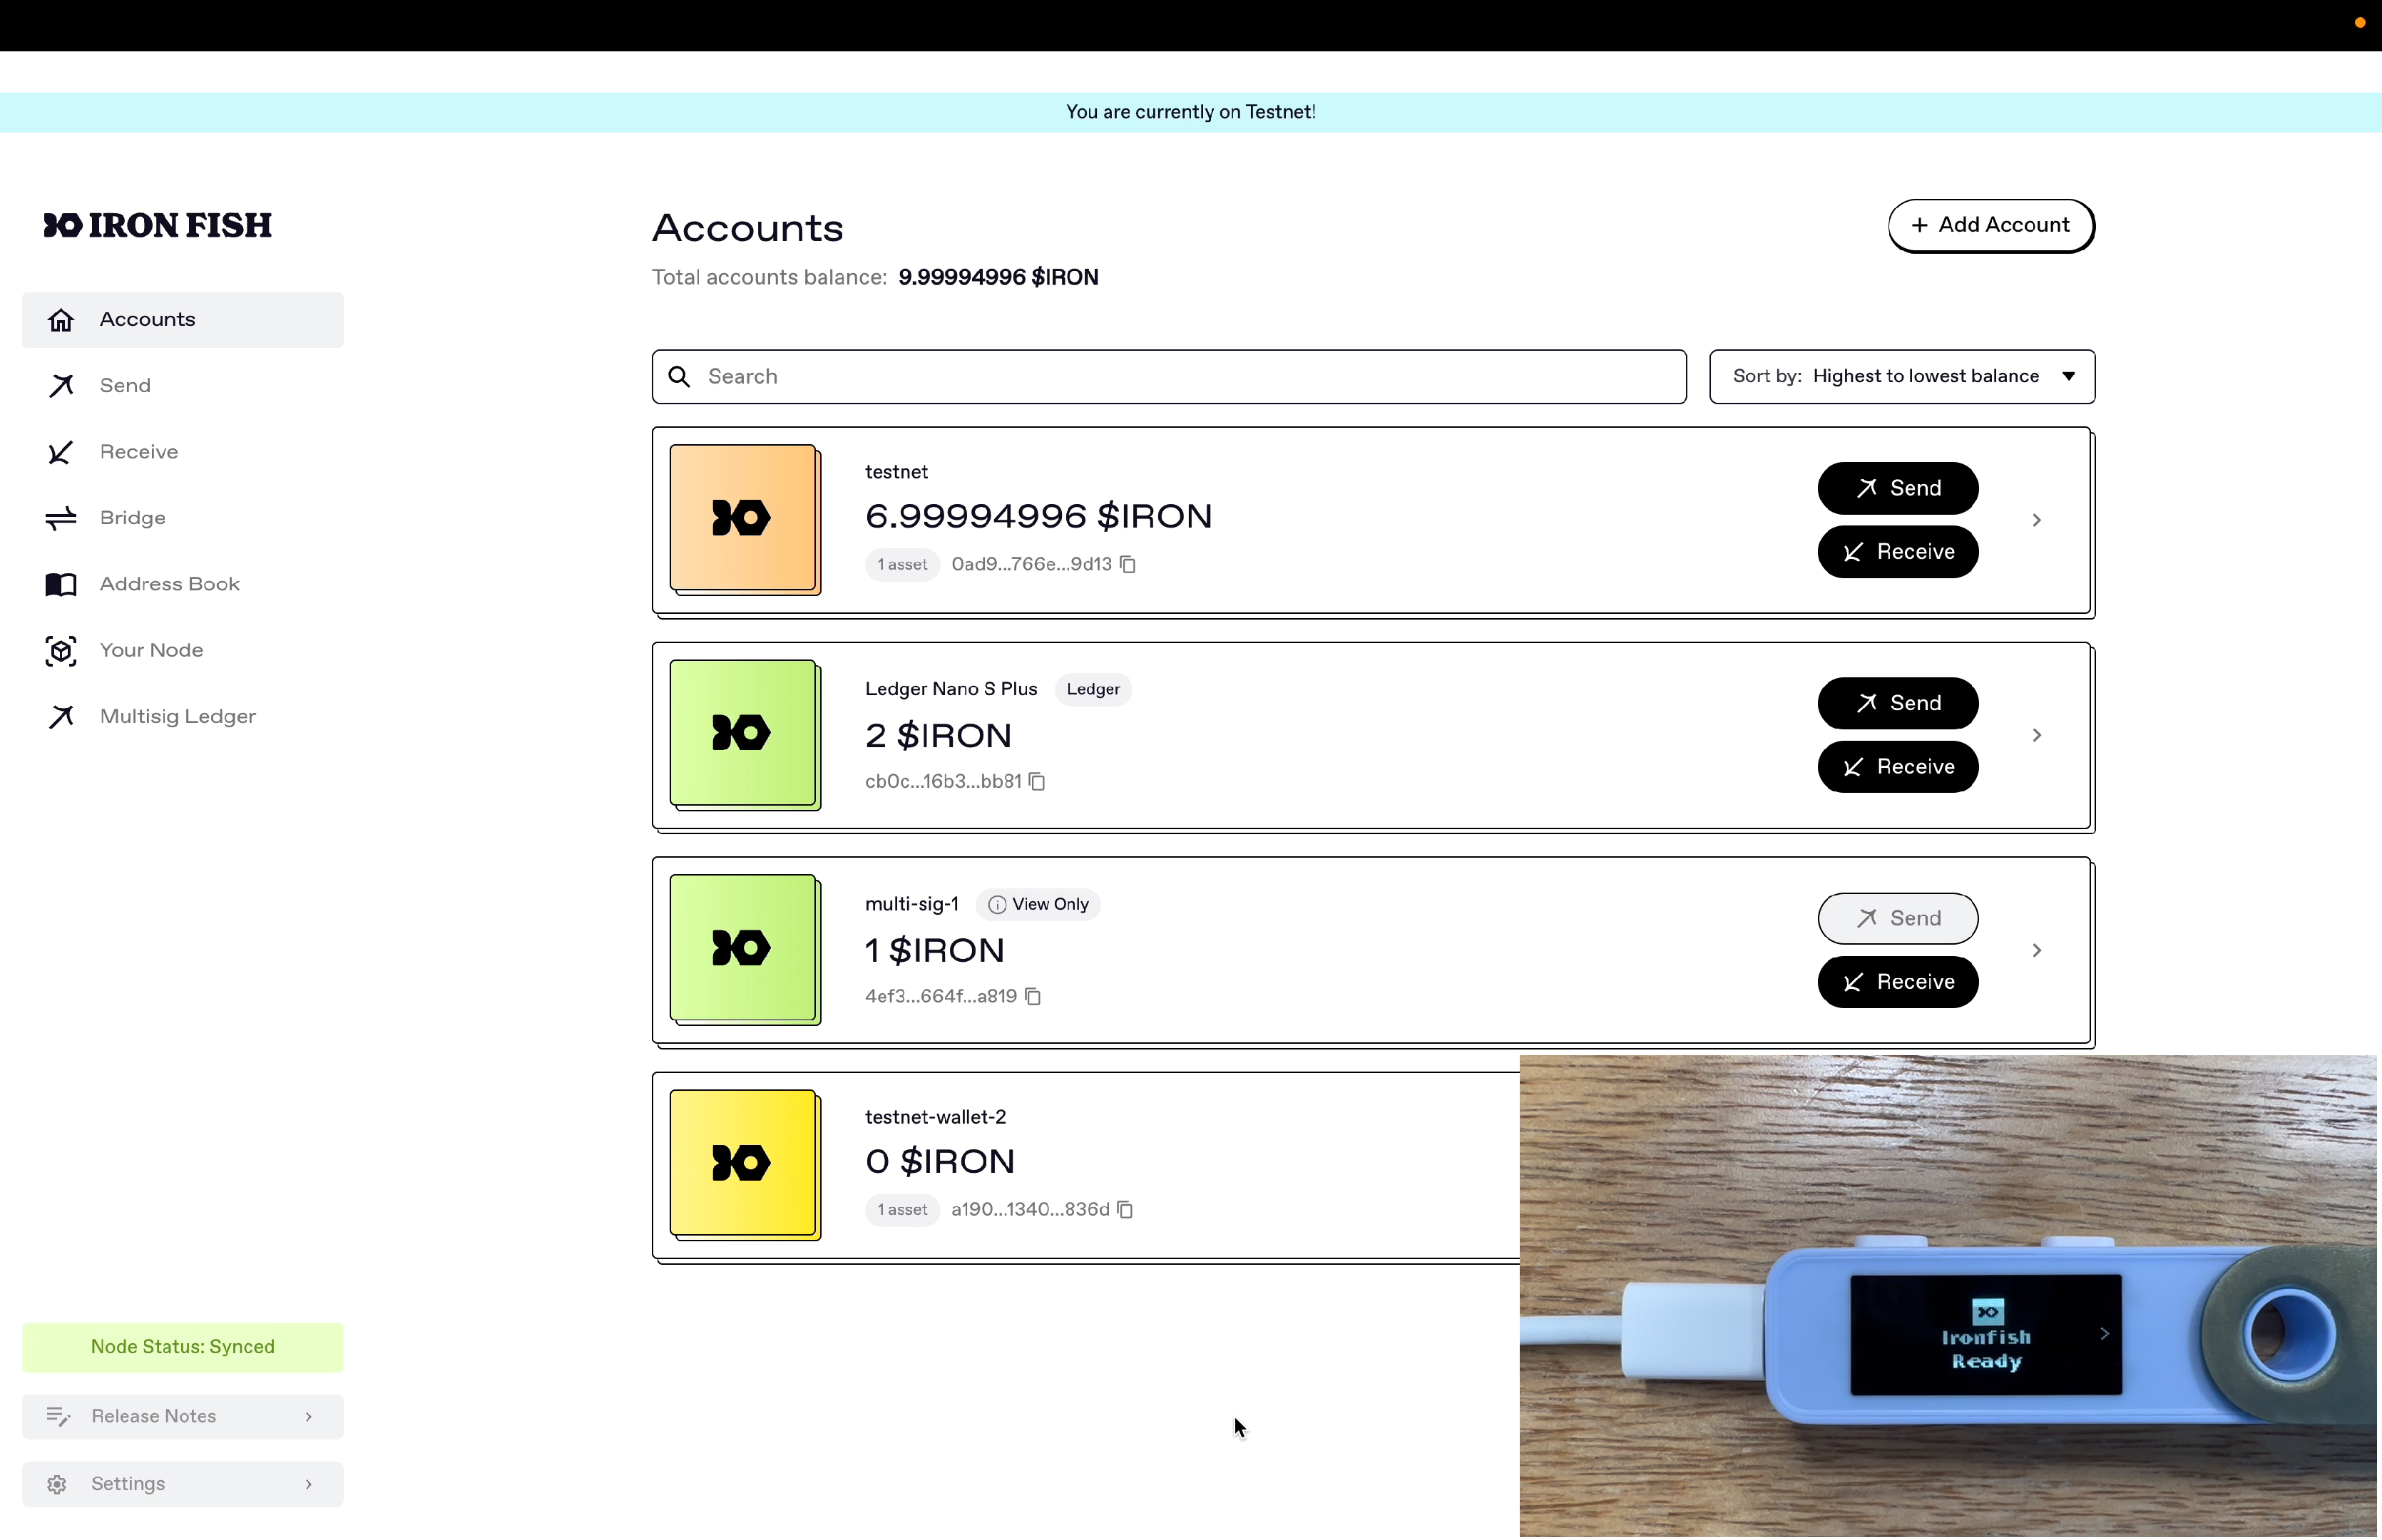 You are currently on Testnet!
IRON FISH
Accounts
Send
Receive
Bridge
Address Book
Your Node
Multisig Ledger
Node Status: Synced
Release Notes
Settings
Accounts
+ Add Account
Total accounts balance: 9.99994996 $IRON
Search
Sort by: Highest to lowest balance
testnet
6.99994996 $IRON
1 asset 0ad9...766e...9d13
Send
Receive
Ledger Nano S Plus Ledger
2 $IRON
cb0c...16b3...bb81
Send
Receive
multi-sig-1 View Only
1 $IRON
4ef3...664f...a819
Send
Receive
testnet-wallet-2
0 $IRON
1 asset a190...1340...836d
Ironfish
Ready